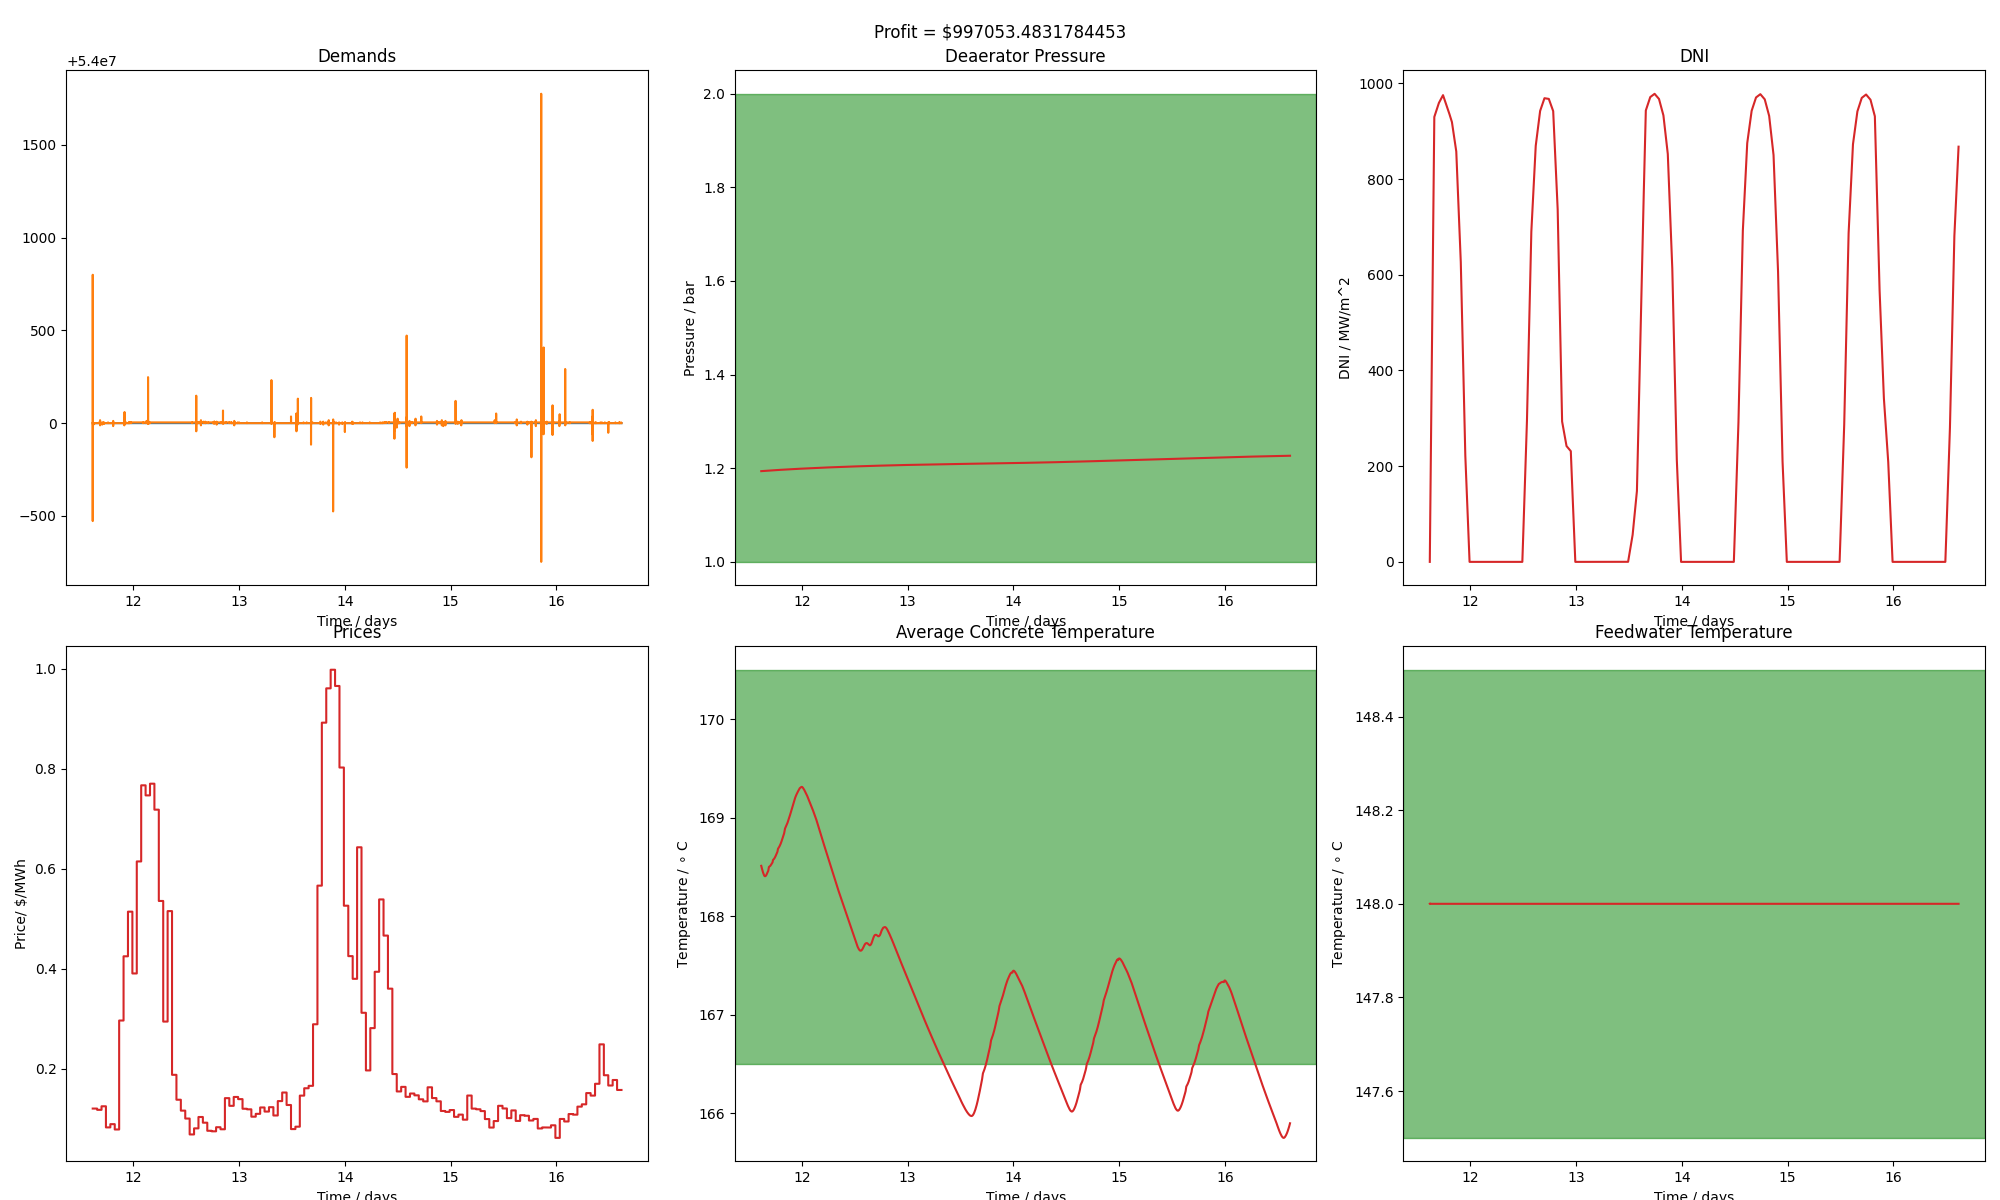 Profit = $997053.4831784453
Demands
+5.4e7
1500
1000
500
0
−500
12 13 14 15 16
Time / days
Deaerator Pressure
Pressure / bar
2.0
1.8
1.6
1.4
1.2
1.0
12 13 14 15 16
Time / days
DNI
DNI / MW/m^2
1000
800
600
400
200
0
12 13 14 15 16
Time / days
Prices
Price/ $/MWh
1.0
0.8
0.6
0.4
0.2
12 13 14 15 16
Time / days
Average Concrete Temperature
Temperature / ∘ C
170
169
168
167
166
12 13 14 15 16
Time / days
Feedwater Temperature
Temperature / ∘ C
148.4
148.2
148.0
147.8
147.6
12 13 14 15 16
Time / days